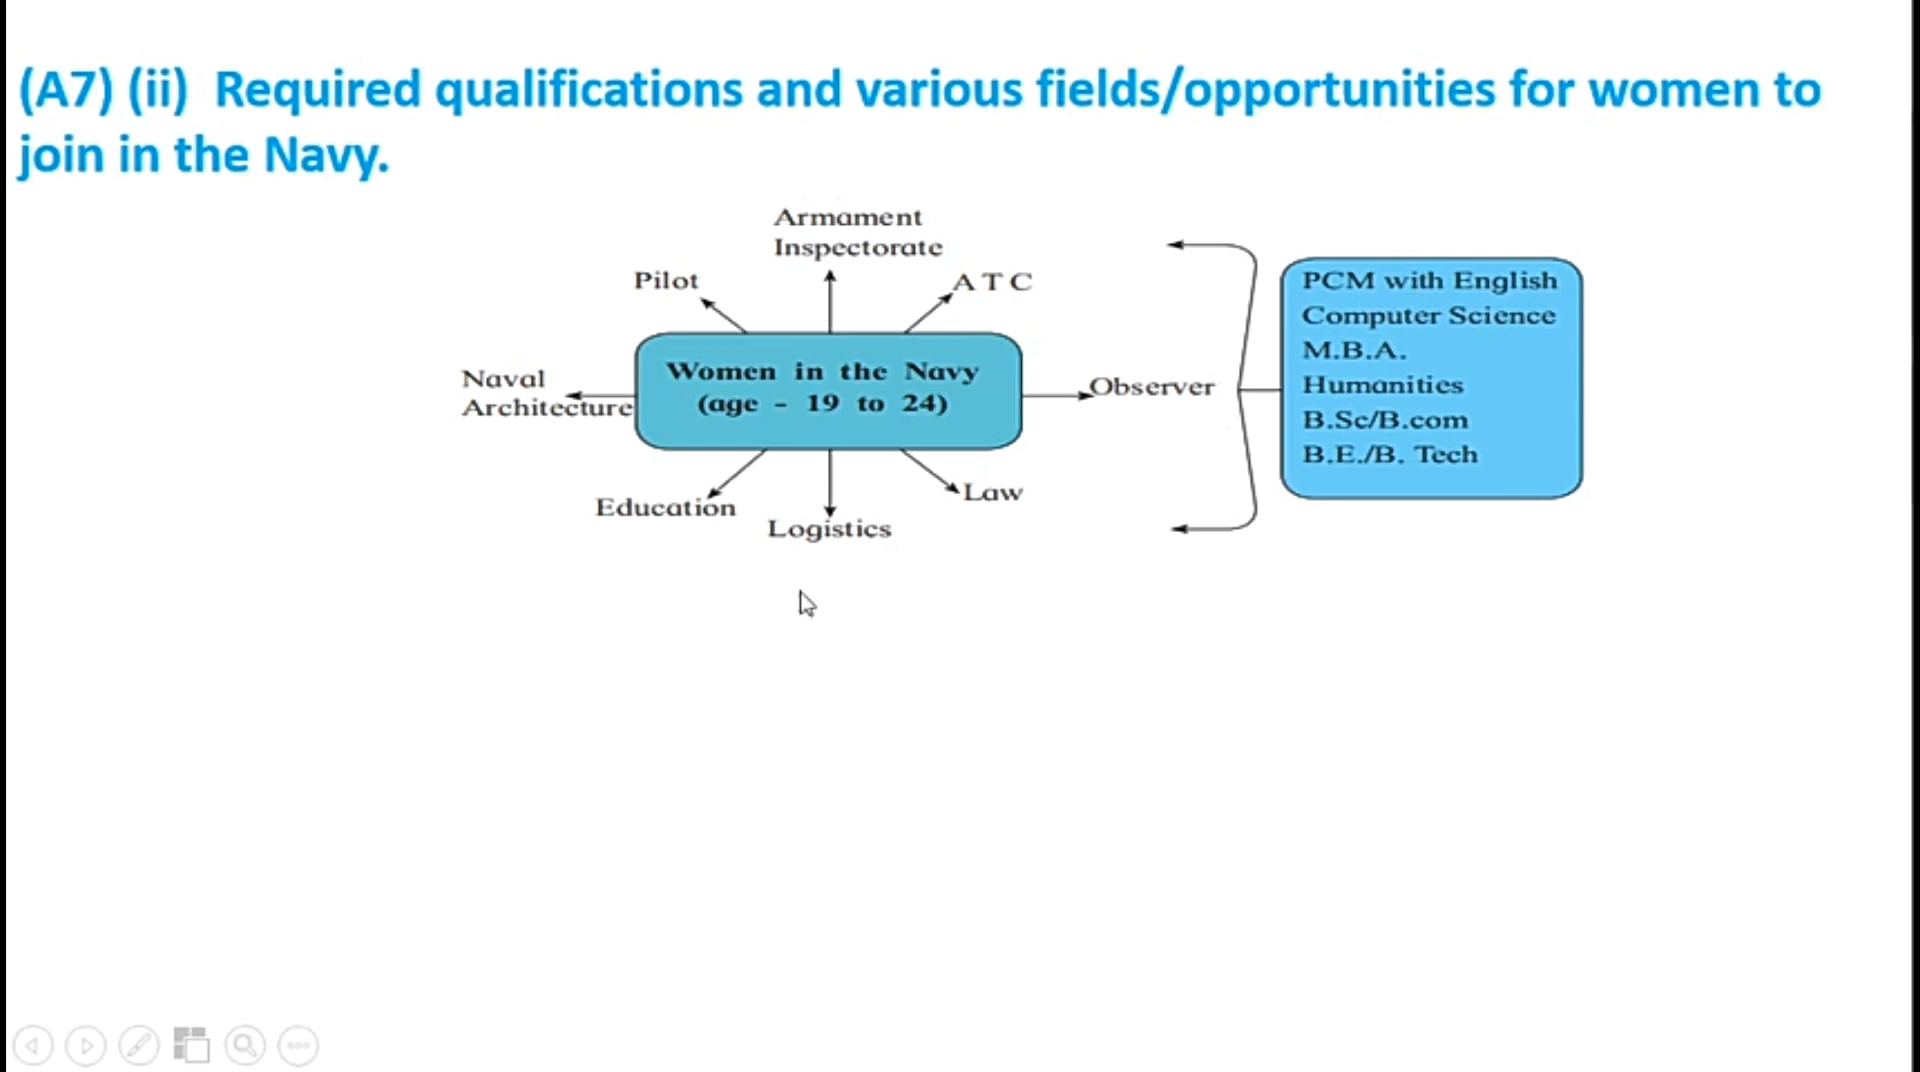 (A7) (ii)  Required qualifications and various fields/opportunities for women to
join in the Navy.
Armament
Inspectorate
Pilot
A T C
Naval
Architecture
Women in the Navy
(age - 19 to 24)
Observer
Education
Logistics
Law
PCM with English
Computer Science
M.B.A.
Humanities
B.Sc/B.com
B.E./B. Tech